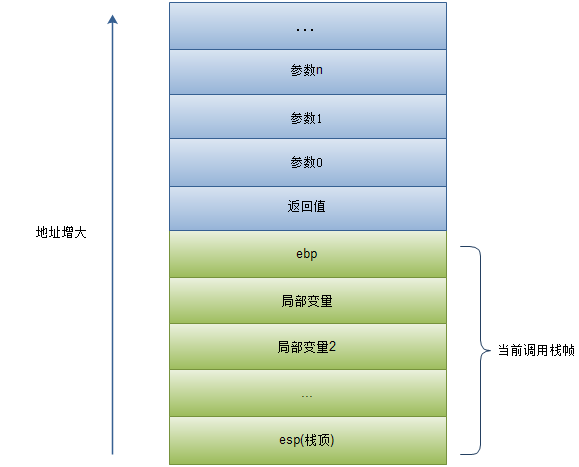 ...
参数n
参数1
参数0
返回值
地址增大
ebp
局部变量
局部变量2
当前调用栈帧
...
esp(栈顶)